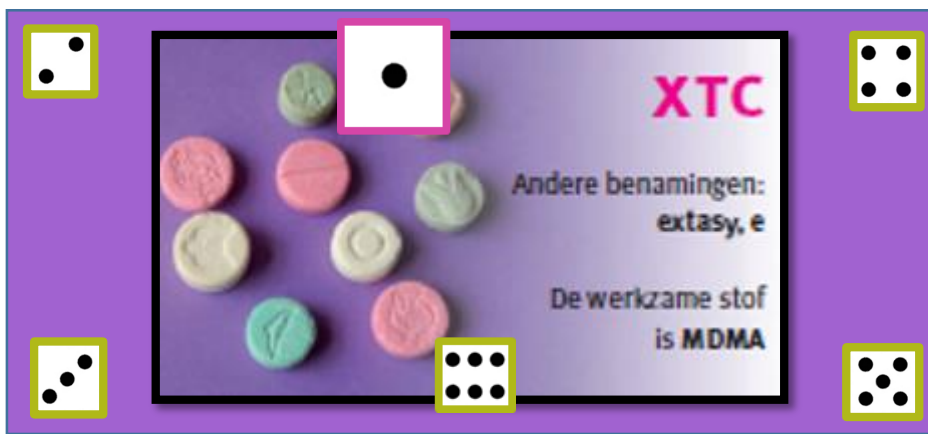 XTC
Andere benamingen:
extasy, e
De werkzame stof
is MDMA